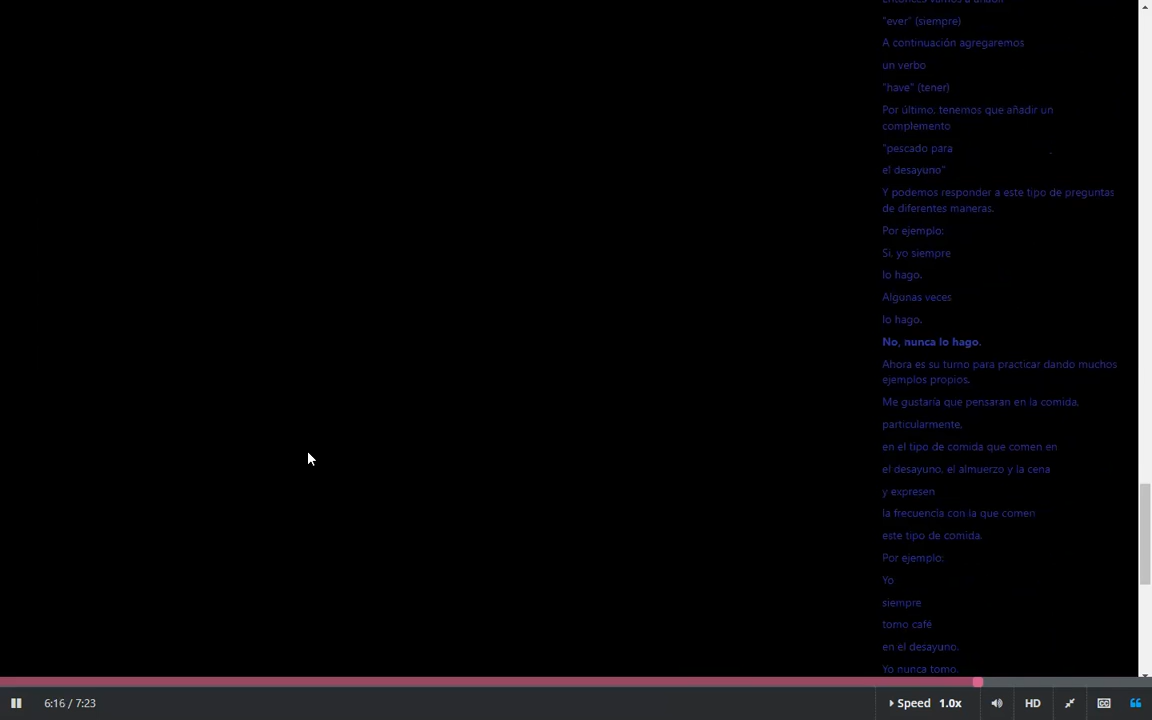 "ever" (siempre)
A continuación agregaremos
un verbo
"have" (tener)
Por último, tenemos que añadir un
complemento
"pescado para
el desayuno"
Y podemos responder a este tipo de preguntas
de diferentes maneras.
Por ejemplo:
Si, yo siempre
lo hago.
Algunas veces
lo hago.
No, nunca lo hago.
Ahora es su turno para practicar dando muchos
ejemplos propios.
Me gustaría que pensaran en la comida,
particularmente,
en el tipo de comida que comen en
el desayuno, el almuerzo y la cena
y expresen
la frecuencia con la que comen
este tipo de comida.
Por ejemplo:
Yo
siempre
tomo café
en el desayuno.
Yo nunca tomo
6:16 / 7:23
Speed 1.0x
HD
CC